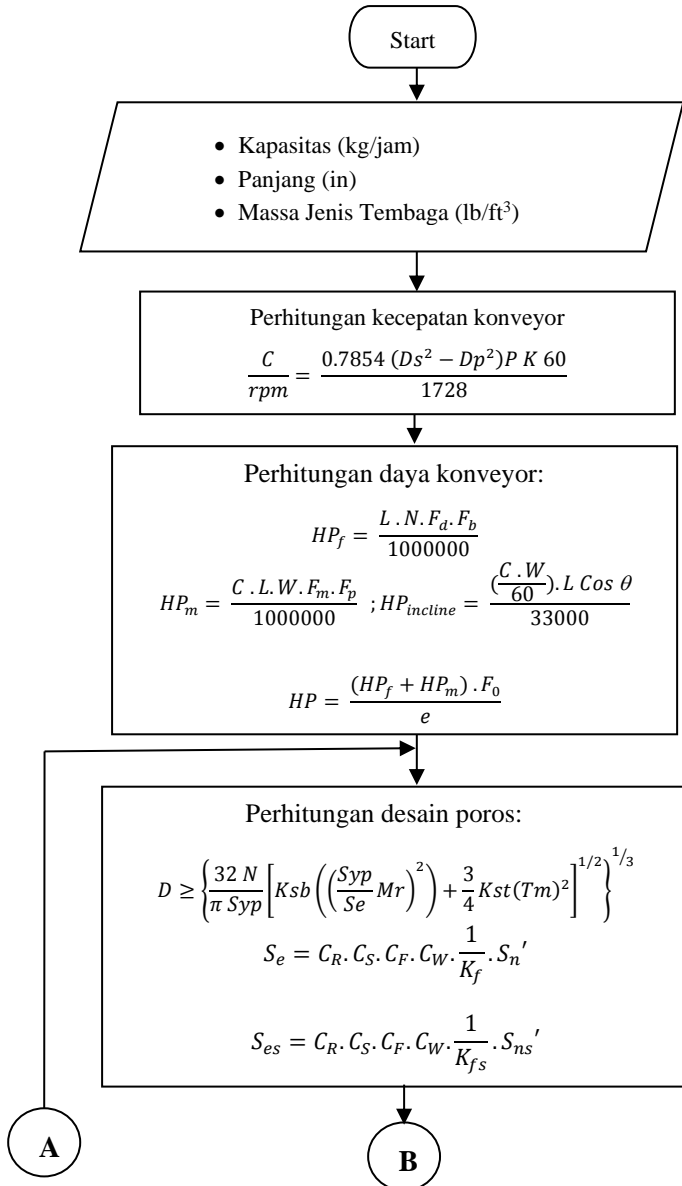 Start
• Kapasitas (kg/jam)
• Panjang (in)
• Massa Jenis Tembaga (lb/ft³)
Perhitungan kecepatan konveyor
C/rpm = 0.7854 (Ds² − Dp²)P K 60/1728
Perhitungan daya konveyor:
HP_f = L . N. F_d. F_b/1000000
HP_m = C . L. W. F_m. F_p/1000000 ; HP_incline = (C . W/60). L Cos θ/33000
HP = (HP_f + HP_m) . F_0/e
Perhitungan desain poros:
D ≥ {32 N/π Syp [Ksb ((Syp/Se Mr)²) + 3/4 Kst(Tm)²]^1/2}^1/3
S_e = C_R. C_S. C_F. C_W. 1/K_f . S_n′
S_es = C_R. C_S. C_F. C_W. 1/K_fs . S_ns′
A
B